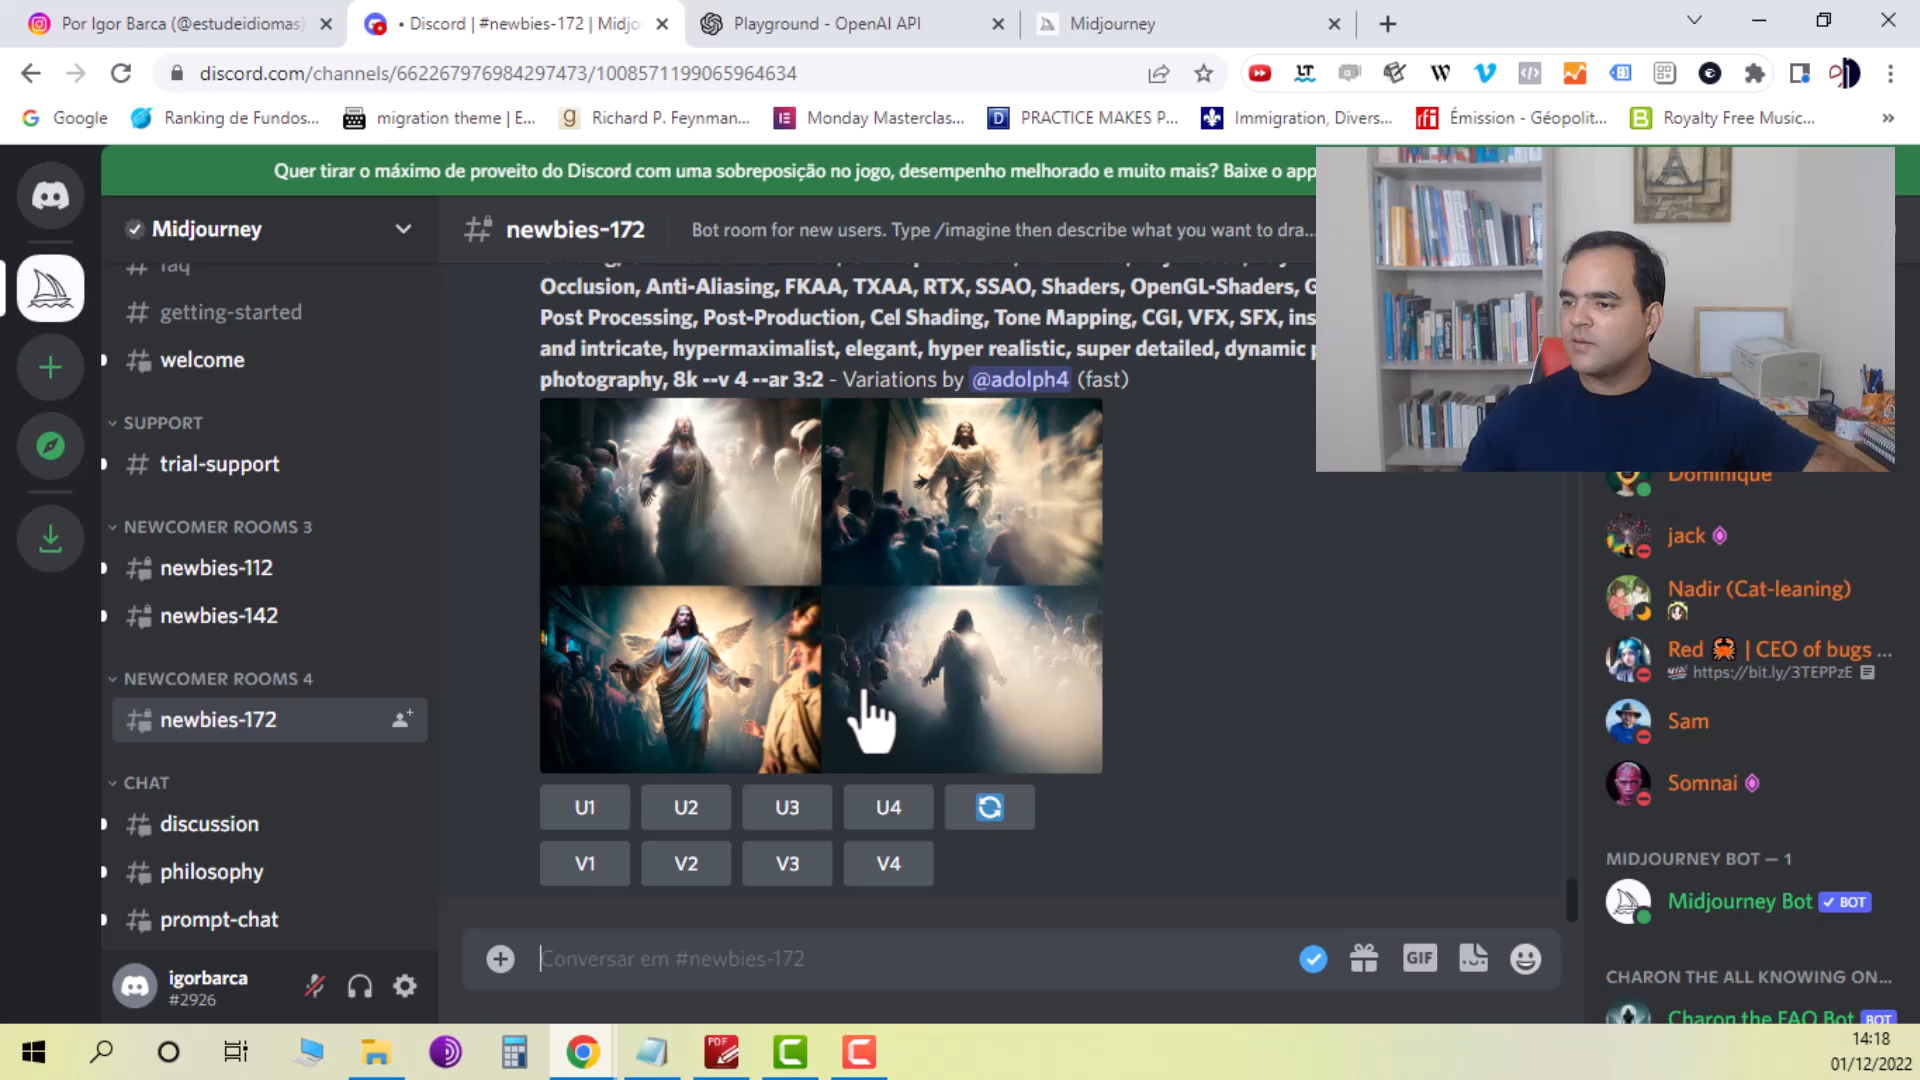 Por Igor Barca (@estudeidiomas)
• Discord | #newbies-172 | Midjo
Playground - OpenAI API
Midjourney
discord.com/channels/662267976984297473/1008571199065964634
Google
Ranking de Fundos...
migration theme | E...
Richard P. Feynman...
Monday Masterclas...
PRACTICE MAKES P...
Immigration, Divers...
Émission - Géopolit...
Royalty Free Music...
Quer tirar o máximo de proveito do Discord com uma sobreposição no jogo, desempenho melhorado e muito mais? Baixe o app
Midjourney
newbies-172
Bot room for new users. Type /imagine then describe what you want to dra...
faq
getting-started
welcome
SUPPORT
trial-support
NEWCOMER ROOMS 3
newbies-112
newbies-142
NEWCOMER ROOMS 4
newbies-172
CHAT
discussion
philosophy
prompt-chat
igorbarca
#2926
Occlusion, Anti-Aliasing, FKAA, TXAA, RTX, SSAO, Shaders, OpenGL-Shaders, G
Post Processing, Post-Production, Cel Shading, Tone Mapping, CGI, VFX, SFX, ins
and intricate, hypermaximalist, elegant, hyper realistic, super detailed, dynamic p
photography, 8k --v 4 --ar 3:2 - Variations by @adolph4 (fast)
U1 U2 U3 U4
V1 V2 V3 V4
Conversar em #newbies-172
GIF
Dominique
jack
Nadir (Cat-leaning)
Red | CEO of bugs ...
https://bit.ly/3TEPPzE
Sam
Somnai
MIDJOURNEY BOT — 1
Midjourney Bot BOT
CHARON THE ALL KNOWING ON...
Charon the FAQ Bot BOT
14:18
01/12/2022